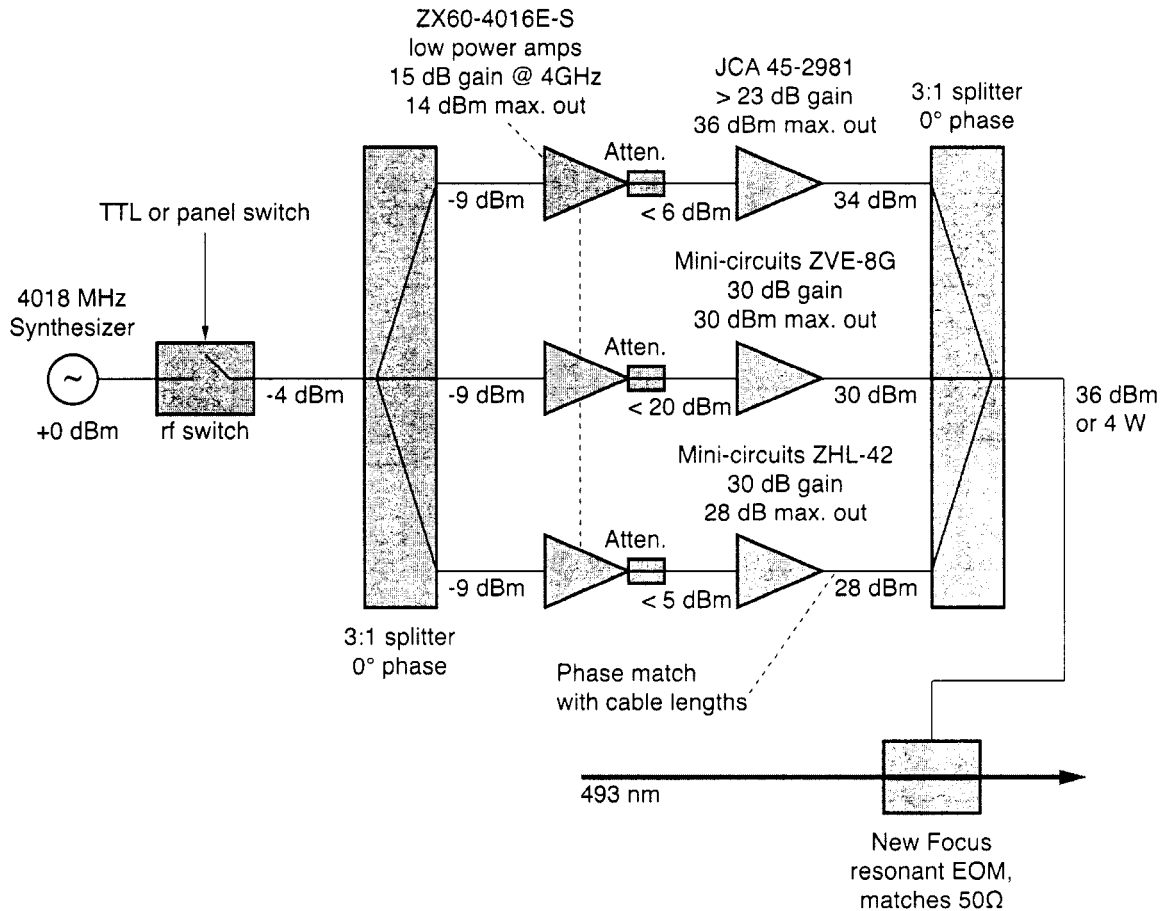 ZX60-4016E-S
low power amps
15 dB gain @ 4GHz
14 dBm max. out
JCA 45-2981
> 23 dB gain
36 dBm max. out
3:1 splitter
0° phase
TTL or panel switch
-9 dBm
Atten.
< 6 dBm
34 dBm
4018 MHz
Synthesizer
~
+0 dBm
rf switch
-4 dBm
Mini-circuits ZVE-8G
30 dB gain
30 dBm max. out
-9 dBm
Atten.
< 20 dBm
30 dBm
36 dBm
or 4 W
Mini-circuits ZHL-42
30 dB gain
28 dB max. out
-9 dBm
Atten.
< 5 dBm
28 dBm
3:1 splitter
0° phase
Phase match
with cable lengths
493 nm
New Focus
resonant EOM,
matches 50Ω